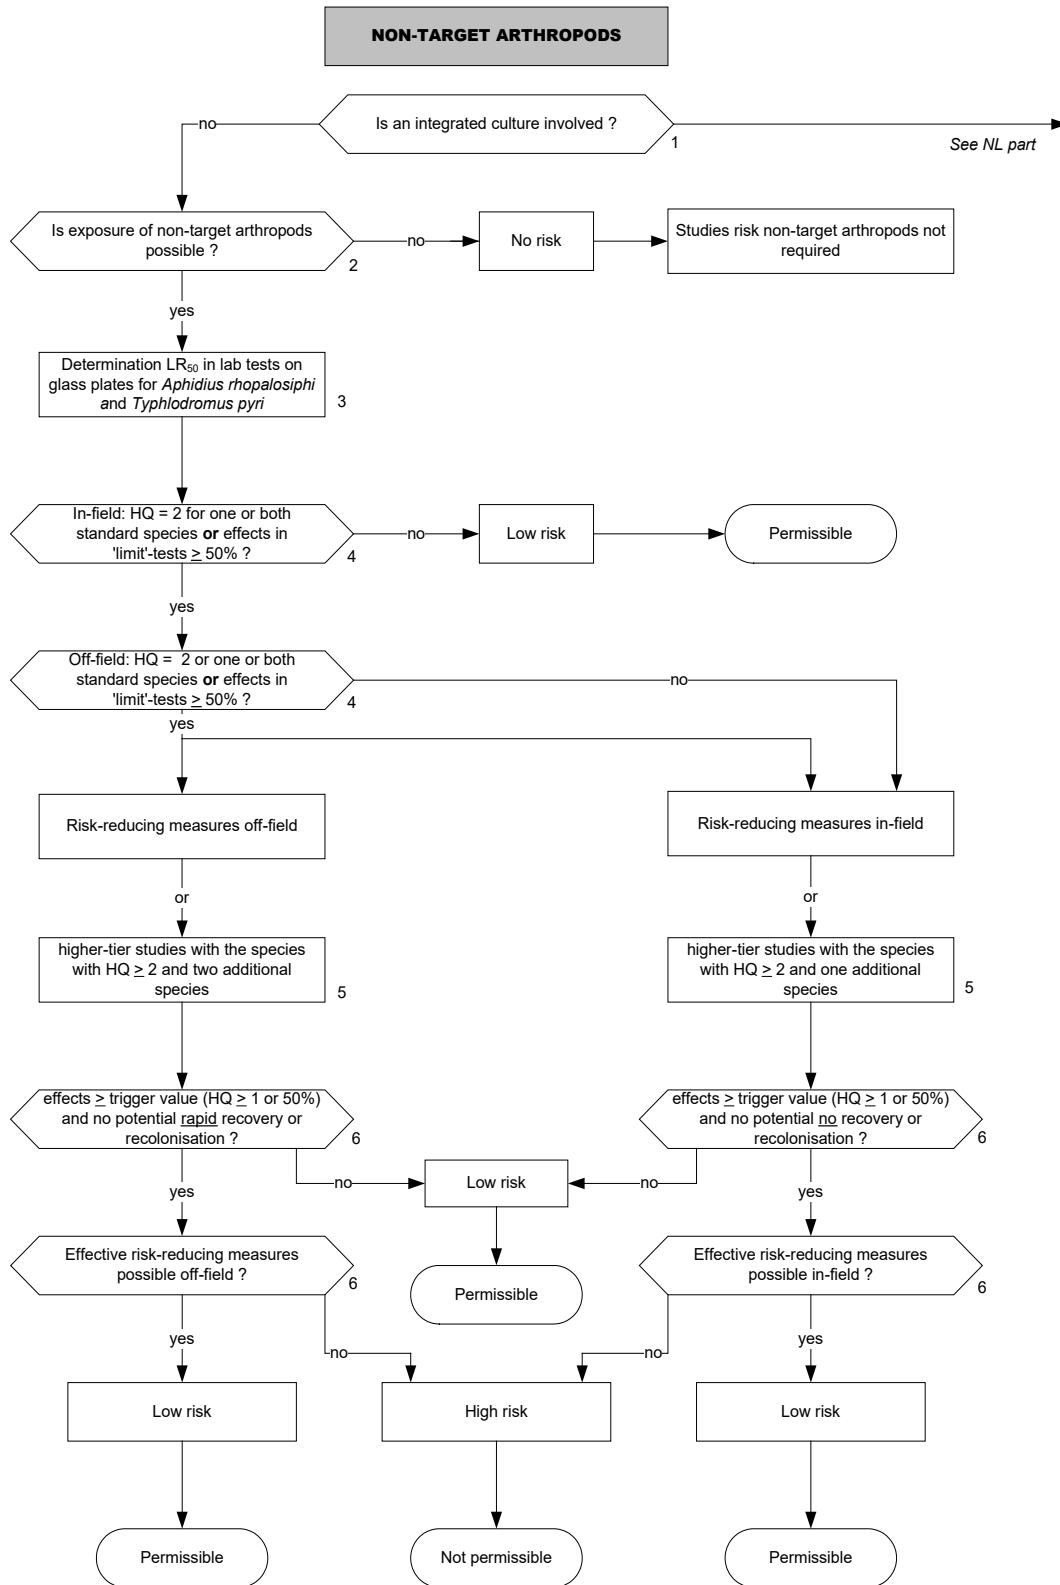 NON-TARGET ARTHROPODS
Is an integrated culture involved ?
no
1
See NL part
Is exposure of non-target arthropods
possible ?
2
no
No risk
Studies risk non-target arthropods not
required
yes
Determination LR50 in lab tests on
glass plates for Aphidius rhopalosiphi
and Typhlodromus pyri
3
In-field: HQ = 2 for one or both
standard species or effects in
'limit'-tests ≥ 50% ?
4
no
Low risk
Permissible
yes
Off-field: HQ = 2 or one or both
standard species or effects in
'limit'-tests ≥ 50% ?
4
no
yes
Risk-reducing measures off-field
Risk-reducing measures in-field
or
or
higher-tier studies with the species
with HQ ≥ 2 and two additional
species
5
higher-tier studies with the species
with HQ ≥ 2 and one additional
species
5
effects ≥ trigger value (HQ ≥ 1 or 50%)
and no potential rapid recovery or
recolonisation ?
6
effects ≥ trigger value (HQ ≥ 1 or 50%)
and no potential no recovery or
recolonisation ?
6
no
Low risk
no
yes
yes
Effective risk-reducing measures
possible off-field ?
6
Permissible
Effective risk-reducing measures
possible in-field ?
6
yes
no
no
yes
Low risk
High risk
Low risk
Permissible
Not permissible
Permissible